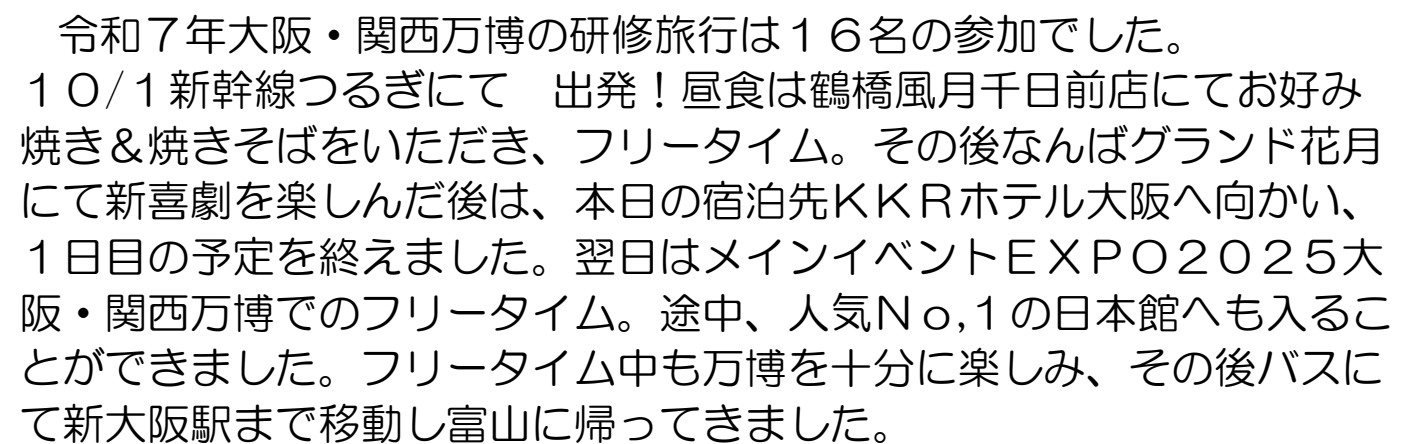 令和７年大阪・関西万博の研修旅行は１６名の参加でした。
１０/１新幹線つるぎにて　出発！昼食は鶴橋風月千日前店にてお好み
焼き＆焼きそばをいただき、フリータイム。その後なんばグランド花月
にて新喜劇を楽しんだ後は、本日の宿泊先ＫＫＲホテル大阪へ向かい、
１日目の予定を終えました。翌日はメインイベントＥＸＰＯ２０２５大
阪・関西万博でのフリータイム。途中、人気Ｎｏ,１の日本館へも入るこ
とができました。フリータイム中も万博を十分に楽しみ、その後バスに
て新大阪駅まで移動し富山に帰ってきました。